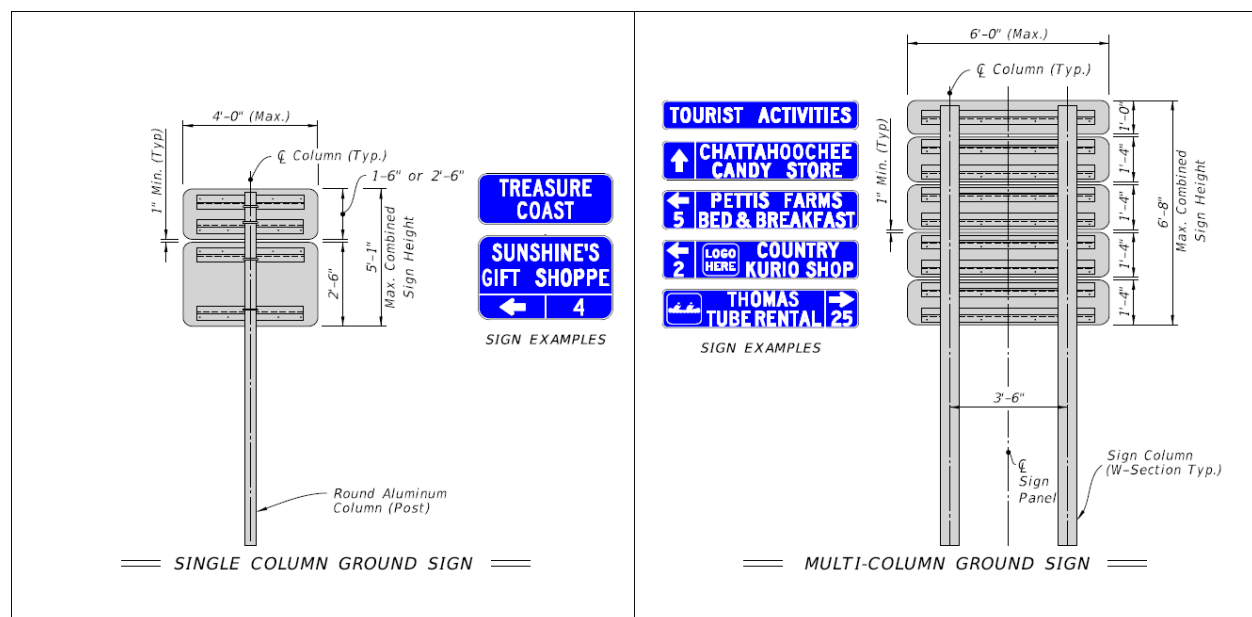 4'-0" (Max.)
℄ Column (Typ.)
1-6" or 2'-6"
1" Min. (Typ)
2'-6"
5'-1"
Max. Combined
Sign Height
TREASURE
COAST
SUNSHINE'S
GIFT SHOPPE
4
SIGN EXAMPLES
Round Aluminum
Column (Post)
SINGLE COLUMN GROUND SIGN
6'-0" (Max.)
℄ Column (Typ.)
TOURIST ACTIVITIES
CHATTAHOOCHEE
CANDY STORE
PETTIS FARMS
5 BED & BREAKFAST
LOGO
HERE
COUNTRY
2 KURIO SHOP
THOMAS
TUBE RENTAL 25
SIGN EXAMPLES
1" Min. (Typ)
1'-0"
1'-4"
1'-4"
1'-4"
1'-4"
6'-8"
Max. Combined
Sign Height
3'-6"
℄
Sign
Panel
Sign Column
(W-Section Typ.)
MULTI-COLUMN GROUND SIGN